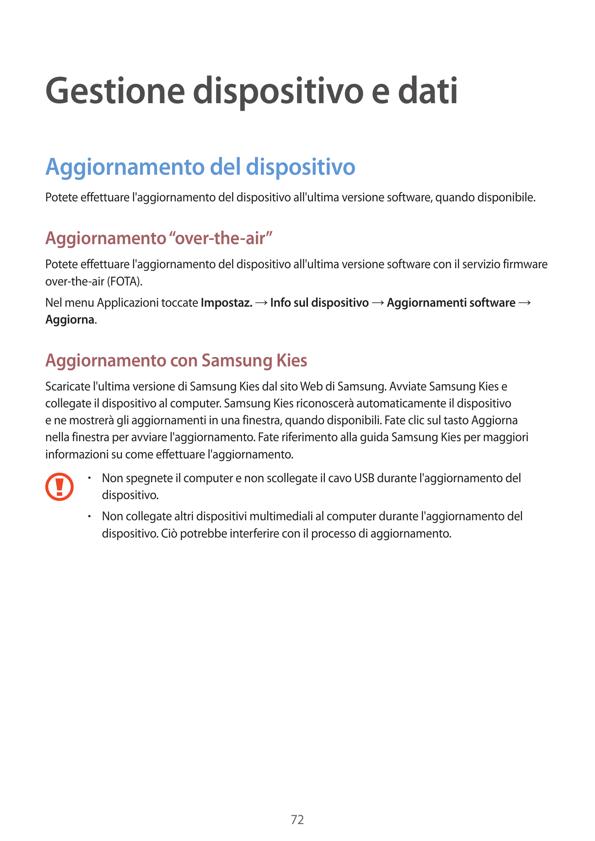 Gestione dispositivo e dati
Aggiornamento del dispositivo
Potete effettuare l'aggiornamento del dispositivo all'ultima versione software, quando disponibile.
Aggiornamento “over-the-air”
Potete effettuare l'aggiornamento del dispositivo all'ultima versione software con il servizio firmware
over-the-air (FOTA).
Nel menu Applicazioni toccate Impostaz. → Info sul dispositivo → Aggiornamenti software →
Aggiorna.
Aggiornamento con Samsung Kies
Scaricate l'ultima versione di Samsung Kies dal sito Web di Samsung. Avviate Samsung Kies e
collegate il dispositivo al computer. Samsung Kies riconoscerà automaticamente il dispositivo
e ne mostrerà gli aggiornamenti in una finestra, quando disponibili. Fate clic sul tasto Aggiorna
nella finestra per avviare l'aggiornamento. Fate riferimento alla guida Samsung Kies per maggiori
informazioni su come effettuare l'aggiornamento.
• Non spegnete il computer e non scollegate il cavo USB durante l'aggiornamento del
dispositivo.
• Non collegate altri dispositivi multimediali al computer durante l'aggiornamento del
dispositivo. Ciò potrebbe interferire con il processo di aggiornamento.
72